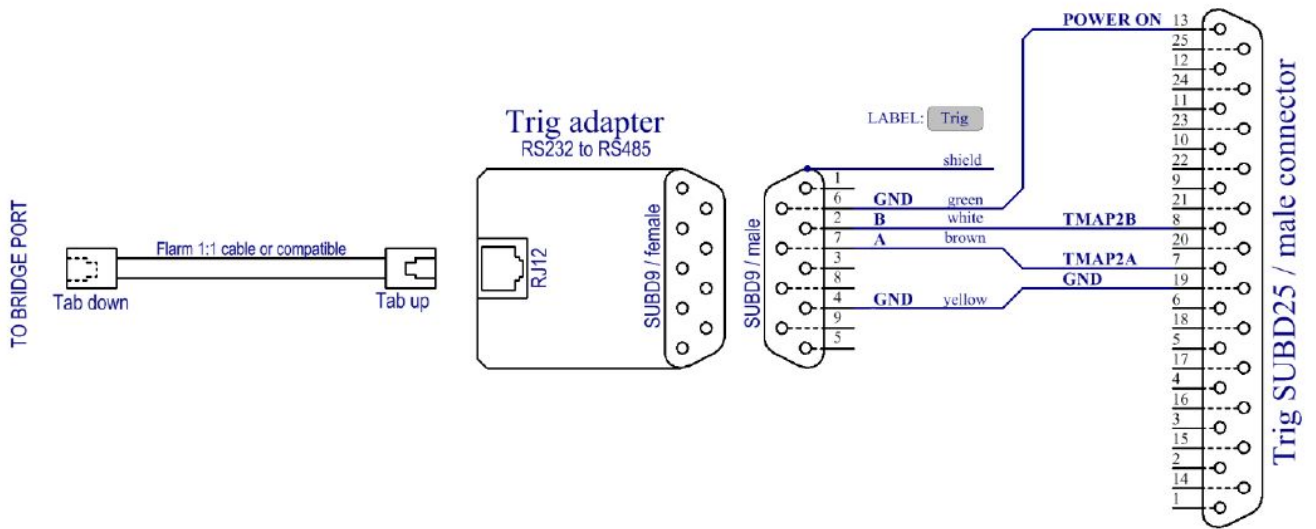 TO BRIDGE PORT
Tab down
Flarm 1:1 cable or compatible
Tab up
Trig adapter
RS232 to RS485
RJ12
SUBD9 / female
SUBD9 / male
LABEL: Trig
shield
1
6 GND green
2 B white
7 A brown
3
8
4 GND yellow
9
5
POWER ON 13
25
12
24
11
23
10
22
9
21
TMAP2B 8
20
TMAP2A 7
GND 19
6
18
5
17
4
16
3
15
2
14
1
Trig SUBD25 / male connector